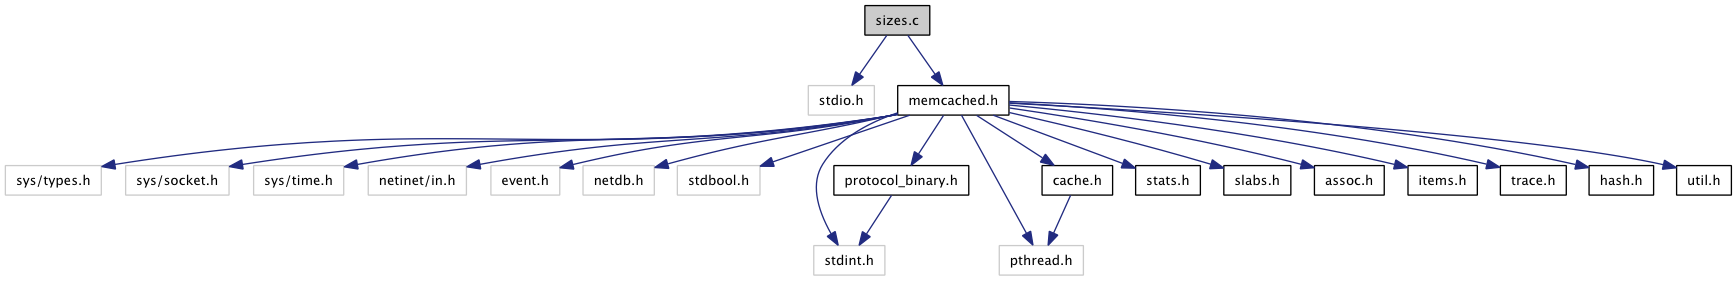 sizes.c
stdio.h
memcached.h
sys/types.h
sys/socket.h
sys/time.h
netinet/in.h
event.h
netdb.h
stdbool.h
protocol_binary.h
cache.h
stats.h
slabs.h
assoc.h
items.h
trace.h
hash.h
util.h
stdint.h
pthread.h